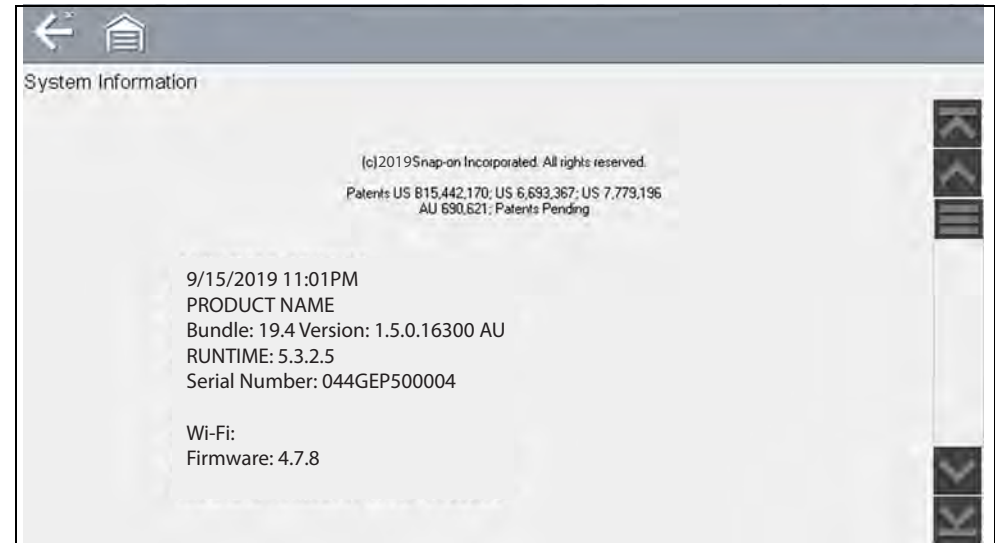 System Information
(c)2019Snap-on Incorporated. All rights reserved.
Patents US 815,442,170; US 6,693,367; US 7,779,196
AU 690,621; Patents Pending
9/15/2019 11:01PM
PRODUCT NAME
Bundle: 19.4 Version: 1.5.0.16300 AU
RUNTIME: 5.3.2.5
Serial Number: 044GEP500004
Wi-Fi:
Firmware: 4.7.8